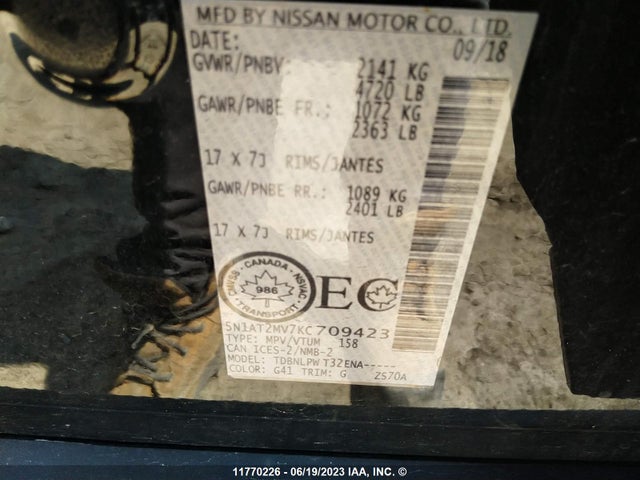 MFD BY NISSAN MOTOR CO., LTD.
DATE: 09/18
GVWR/PNBV: 2141 KG
4720 LB
GAWR/PNBE FR.: 1072 KG
2363 LB
17 X 7J RIMS/JANTES
GAWR/PNBE RR.: 1089 KG
2401 LB
17 X 7J RIMS/JANTES
CANADA
CMVSS NSVAC
986
TRANSPORT
EC
5N1AT2MV7KC709423
TYPE: MPV/VTUM 158
CAN ICES-2/NMB-2
MODEL: TDBNLPW T32ENA-----
COLOR: G41 TRIM: G ZS70A
11770226 - 06/19/2023 IAA, INC. ©